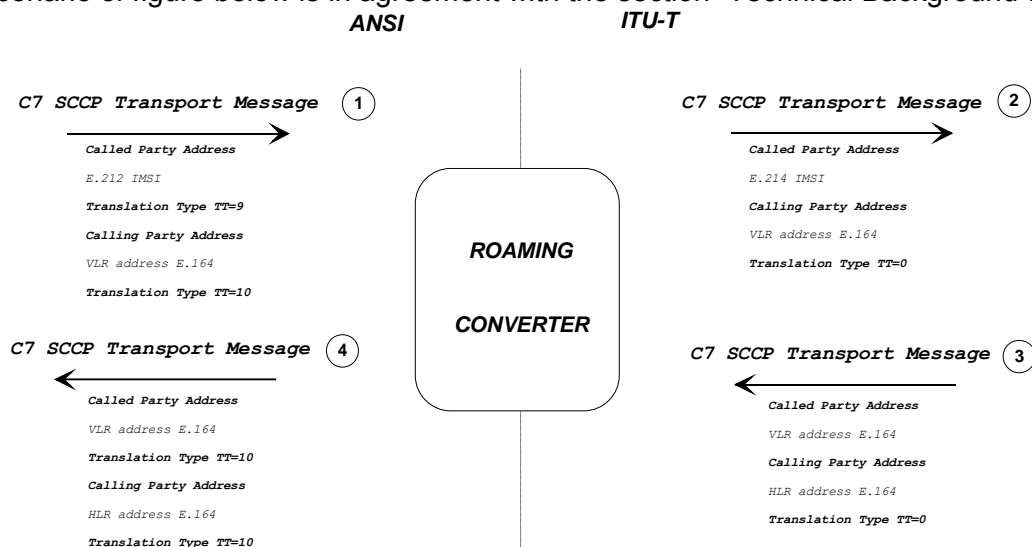 figure below is in agreement with the section
ANSI
ITU-T
C7 SCCP Transport Message 1
Called Party Address
E.212 IMSI
Translation Type TT=9
Calling Party Address
VLR address E.164
Translation Type TT=10
C7 SCCP Transport Message 2
Called Party Address
E.214 IMSI
Calling Party Address
VLR address E.164
Translation Type TT=0
ROAMING
CONVERTER
C7 SCCP Transport Message 4
Called Party Address
VLR address E.164
Translation Type TT=10
Calling Party Address
HLR address E.164
Translation Type TT=10
C7 SCCP Transport Message 3
Called Party Address
VLR address E.164
Calling Party Address
HLR address E.164
Translation Type TT=0